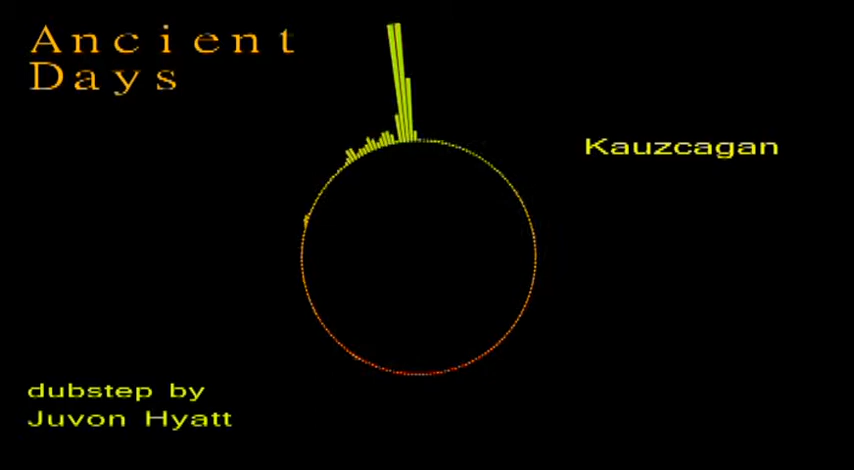 Ancient
Days
Kauzcagan
dubstep by
Juvon Hyatt